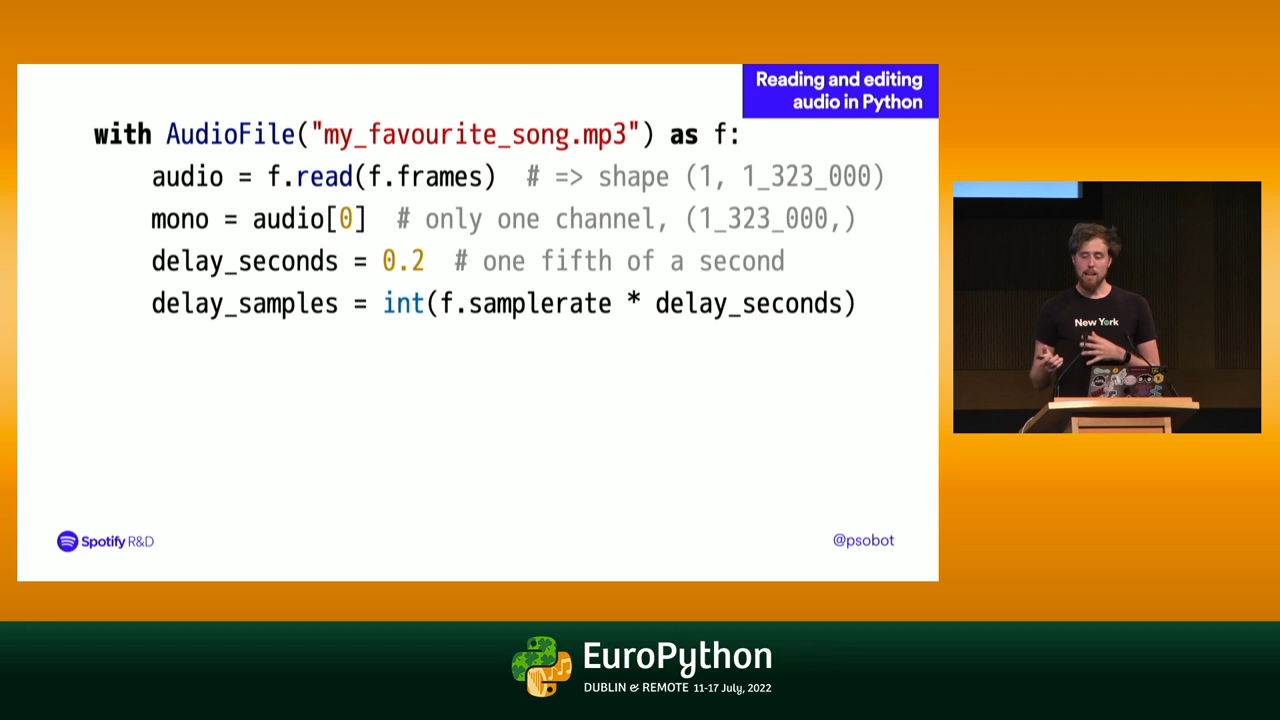 Reading and editing
audio in Python
with AudioFile("my_favourite_song.mp3") as f:
audio = f.read(f.frames)  # => shape (1, 1_323_000)
mono = audio[0]  # only one channel, (1_323_000,)
delay_seconds = 0.2  # one fifth of a second
delay_samples = int(f.samplerate * delay_seconds)
New York
Spotify R&D
@psobot
EuroPython
DUBLIN & REMOTE 11-17 July, 2022